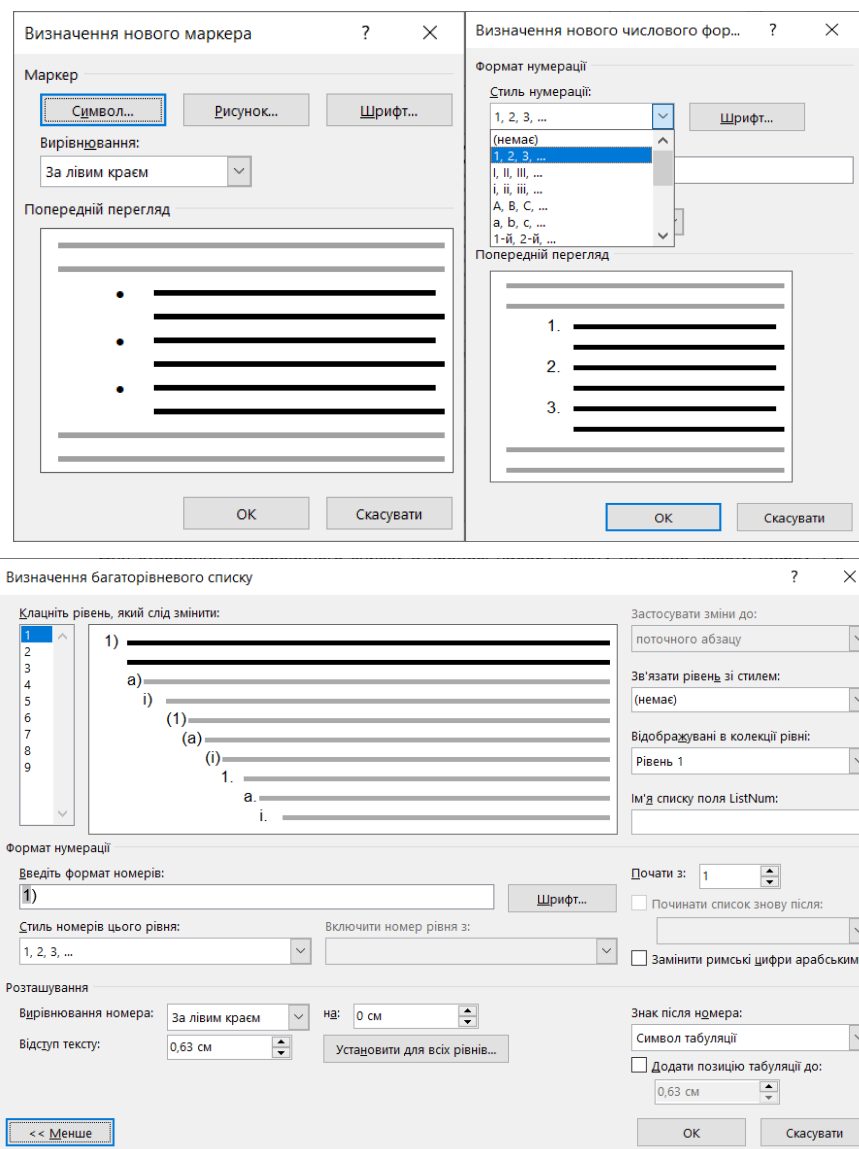 Визначення нового маркера ? ×
Маркер
Символ... Рисунок... Шрифт...
Вирівнювання:
За лівим краєм
Попередній перегляд
ОК Скасувати
Визначення нового числового фор... ? ×
Формат нумерації
Стиль нумерації:
1, 2, 3, ... Шрифт...
(немає)
1, 2, 3, ...
I, II, III, ...
i, ii, iii, ...
A, B, C, ...
a, b, c, ...
1-й, 2-й, ...
Попередній перегляд
1.
2.
3.
ОК Скасувати
Визначення багаторівневого списку ? ×
Клацніть рівень, який слід змінити:
1
2
3
4
5
6
7
8
9
1)
a)
i)
(1)
(a)
(i)
1.
a.
i.
Застосувати зміни до:
поточного абзацу
Зв'язати рівень зі стилем:
(немає)
Відображувані в колекції рівні:
Рівень 1
Ім'я списку поля ListNum:
Формат нумерації
Введіть формат номерів:
1) Шрифт...
Стиль номерів цього рівня: Включити номер рівня з:
1, 2, 3, ...
Почати з: 1
Починати список знову після:
Замінити римські цифри арабським
Розташування
Вирівнювання номера: За лівим краєм на: 0 см
Відступ тексту: 0,63 см Установити для всіх рівнів...
Знак після номера:
Символ табуляції
Додати позицію табуляції до:
0,63 см
<< Менше ОК Скасувати